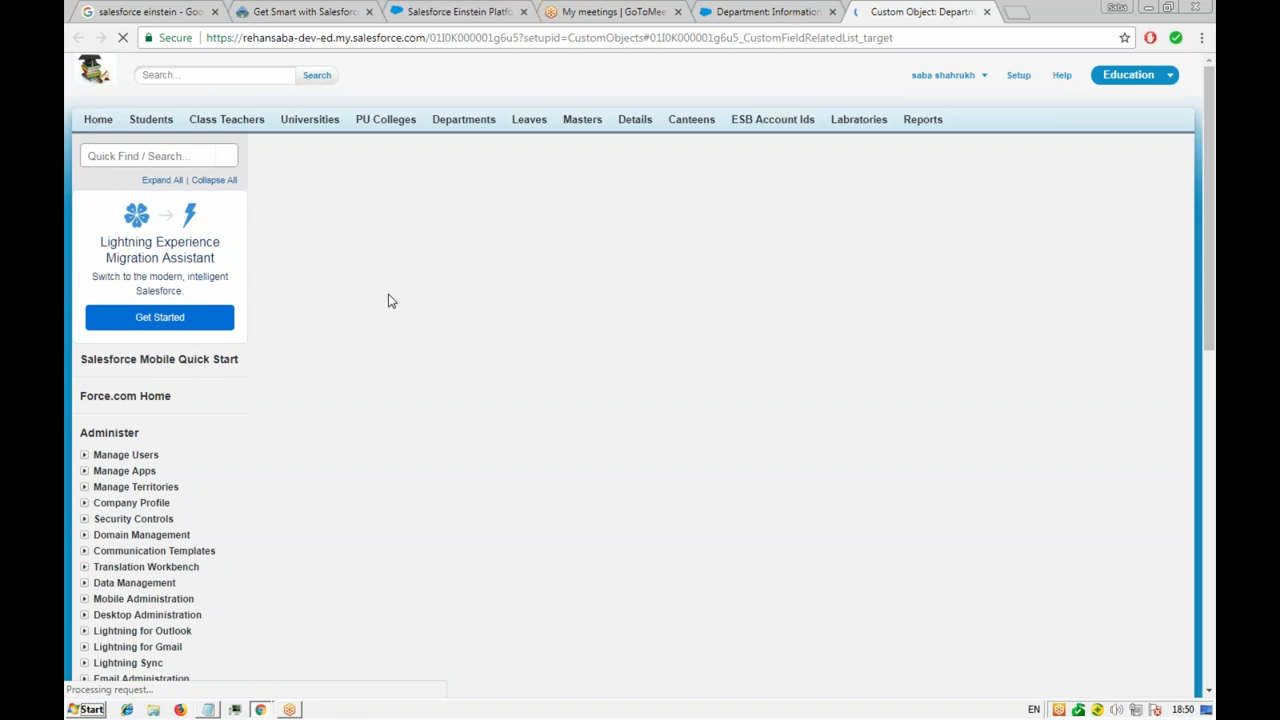 salesforce einstein - Goo
Get Smart with Salesforc
Salesforce Einstein Platfo
My meetings | GoToMee
Department: Information
Custom Object: Departm
Saba
Secure
https://rehansaba-dev-ed.my.salesforce.com/01I0K000001g6u5?setupid=CustomObjects#01I0K000001g6u5_CustomFieldRelatedList_target
Search...
Search
saba shahrukh
Setup
Help
Education
Home Students Class Teachers Universities PU Colleges Departments Leaves Masters Details Canteens ESB Account Ids Labratories Reports
Quick Find / Search...
Expand All | Collapse All
Lightning Experience
Migration Assistant
Switch to the modern, intelligent
Salesforce.
Get Started
Salesforce Mobile Quick Start
Force.com Home
Administer
Manage Users
Manage Apps
Manage Territories
Company Profile
Security Controls
Domain Management
Communication Templates
Translation Workbench
Data Management
Mobile Administration
Desktop Administration
Lightning for Outlook
Lightning for Gmail
Lightning Sync
Email Administration
Processing request...
Start
EN
18:50